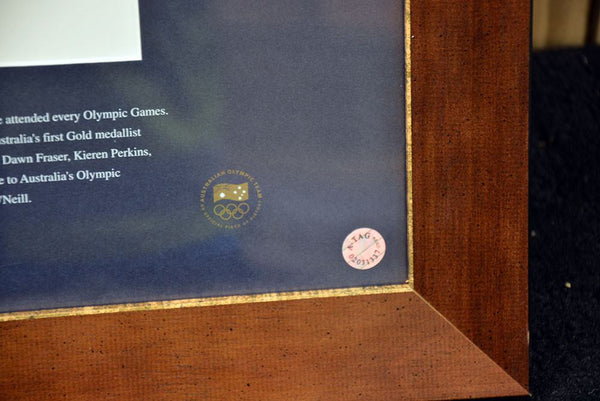 e attended every Olympic Games.
stralia's first Gold medallist
Dawn Fraser, Kieren Perkins,
e to Australia's Olympic
'Neill.
AUSTRALIAN OLYMPIC TEAM
A-TAG